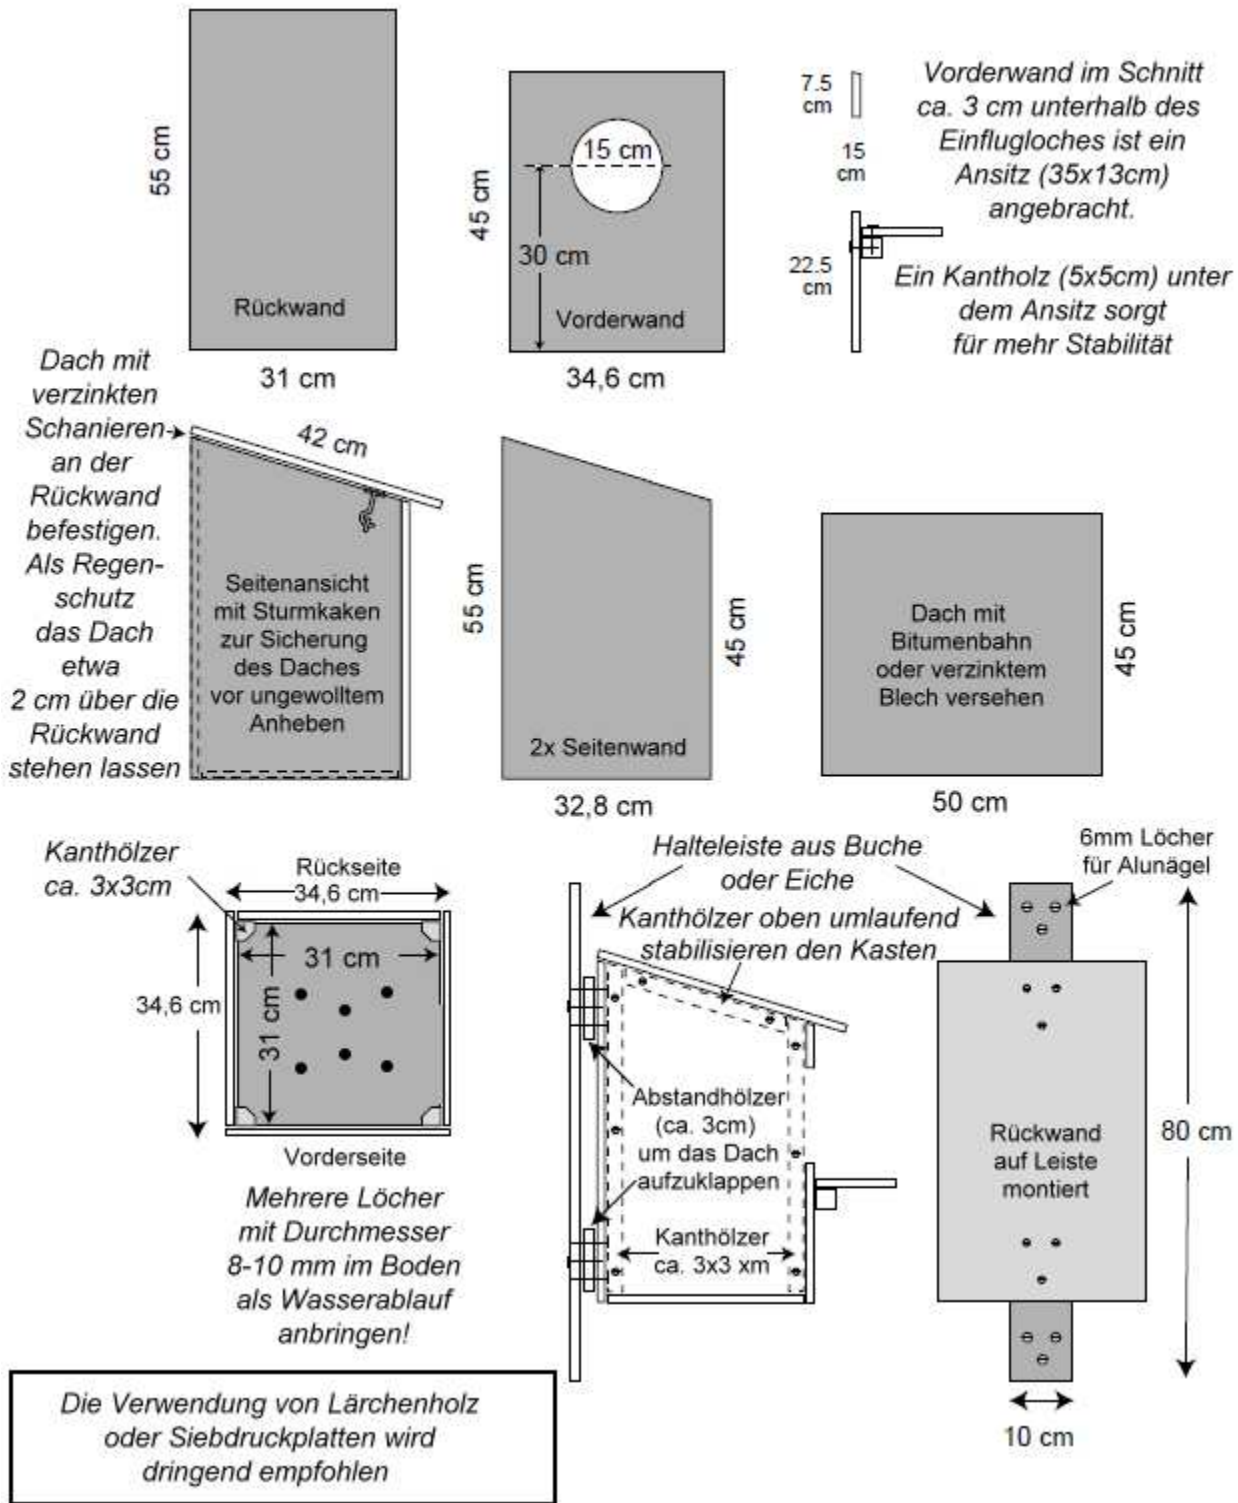 55 cm
Rückwand
31 cm
45 cm
15 cm
30 cm
Vorderwand
34,6 cm
7.5
cm
15
cm
22.5
cm
Vorderwand im Schnitt
ca. 3 cm unterhalb des
Einflugloches ist ein
Ansitz (35x13cm)
angebracht.
Ein Kantholz (5x5cm) unter
dem Ansitz sorgt
für mehr Stabilität
Dach mit
verzinkten
Schanieren
an der
Rückwand
befestigen.
Als Regen-
schutz
das Dach
etwa
2 cm über die
Rückwand
stehen lassen
42 cm
Seitenansicht
mit Sturmkaken
zur Sicherung
des Daches
vor ungewolltem
Anheben
55 cm
45 cm
2x Seitenwand
32,8 cm
Dach mit
Bitumenbahn
oder verzinktem
Blech versehen
45 cm
50 cm
Kanthölzer
ca. 3x3cm
Rückseite
34,6 cm
31 cm
34,6 cm
31 cm
Vorderseite
Mehrere Löcher
mit Durchmesser
8-10 mm im Boden
als Wasserablauf
anbringen!
Halteleiste aus Buche
oder Eiche
Kanthölzer oben umlaufend
stabilisieren den Kasten
Abstandhölzer
(ca. 3cm)
um das Dach
aufzuklappen
Kanthölzer
ca. 3x3 xm
6mm Löcher
für Alunägel
Rückwand
auf Leiste
montiert
80 cm
10 cm
Die Verwendung von Lärchenholz
oder Siebdruckplatten wird
dringend empfohlen